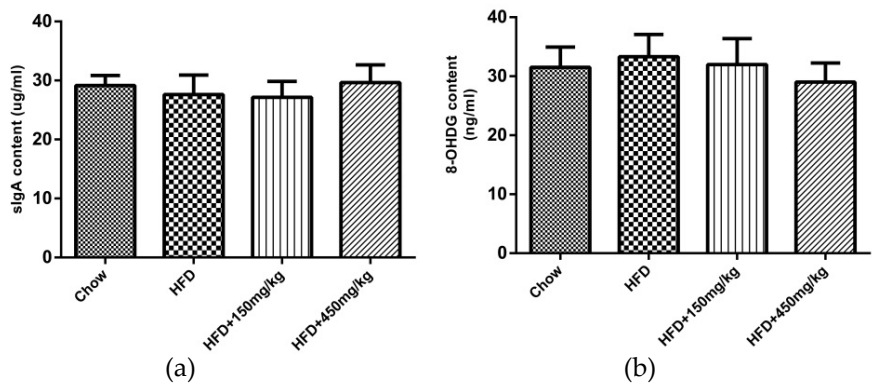 sIgA content (ug/ml)
40
30
20
10
0
Chow
HFD
HFD+150mg/kg
HFD+450mg/kg
(a)
8-OHDG content
(ng/ml)
40
30
20
10
0
Chow
HFD
HFD+150mg/kg
HFD+450mg/kg
(b)